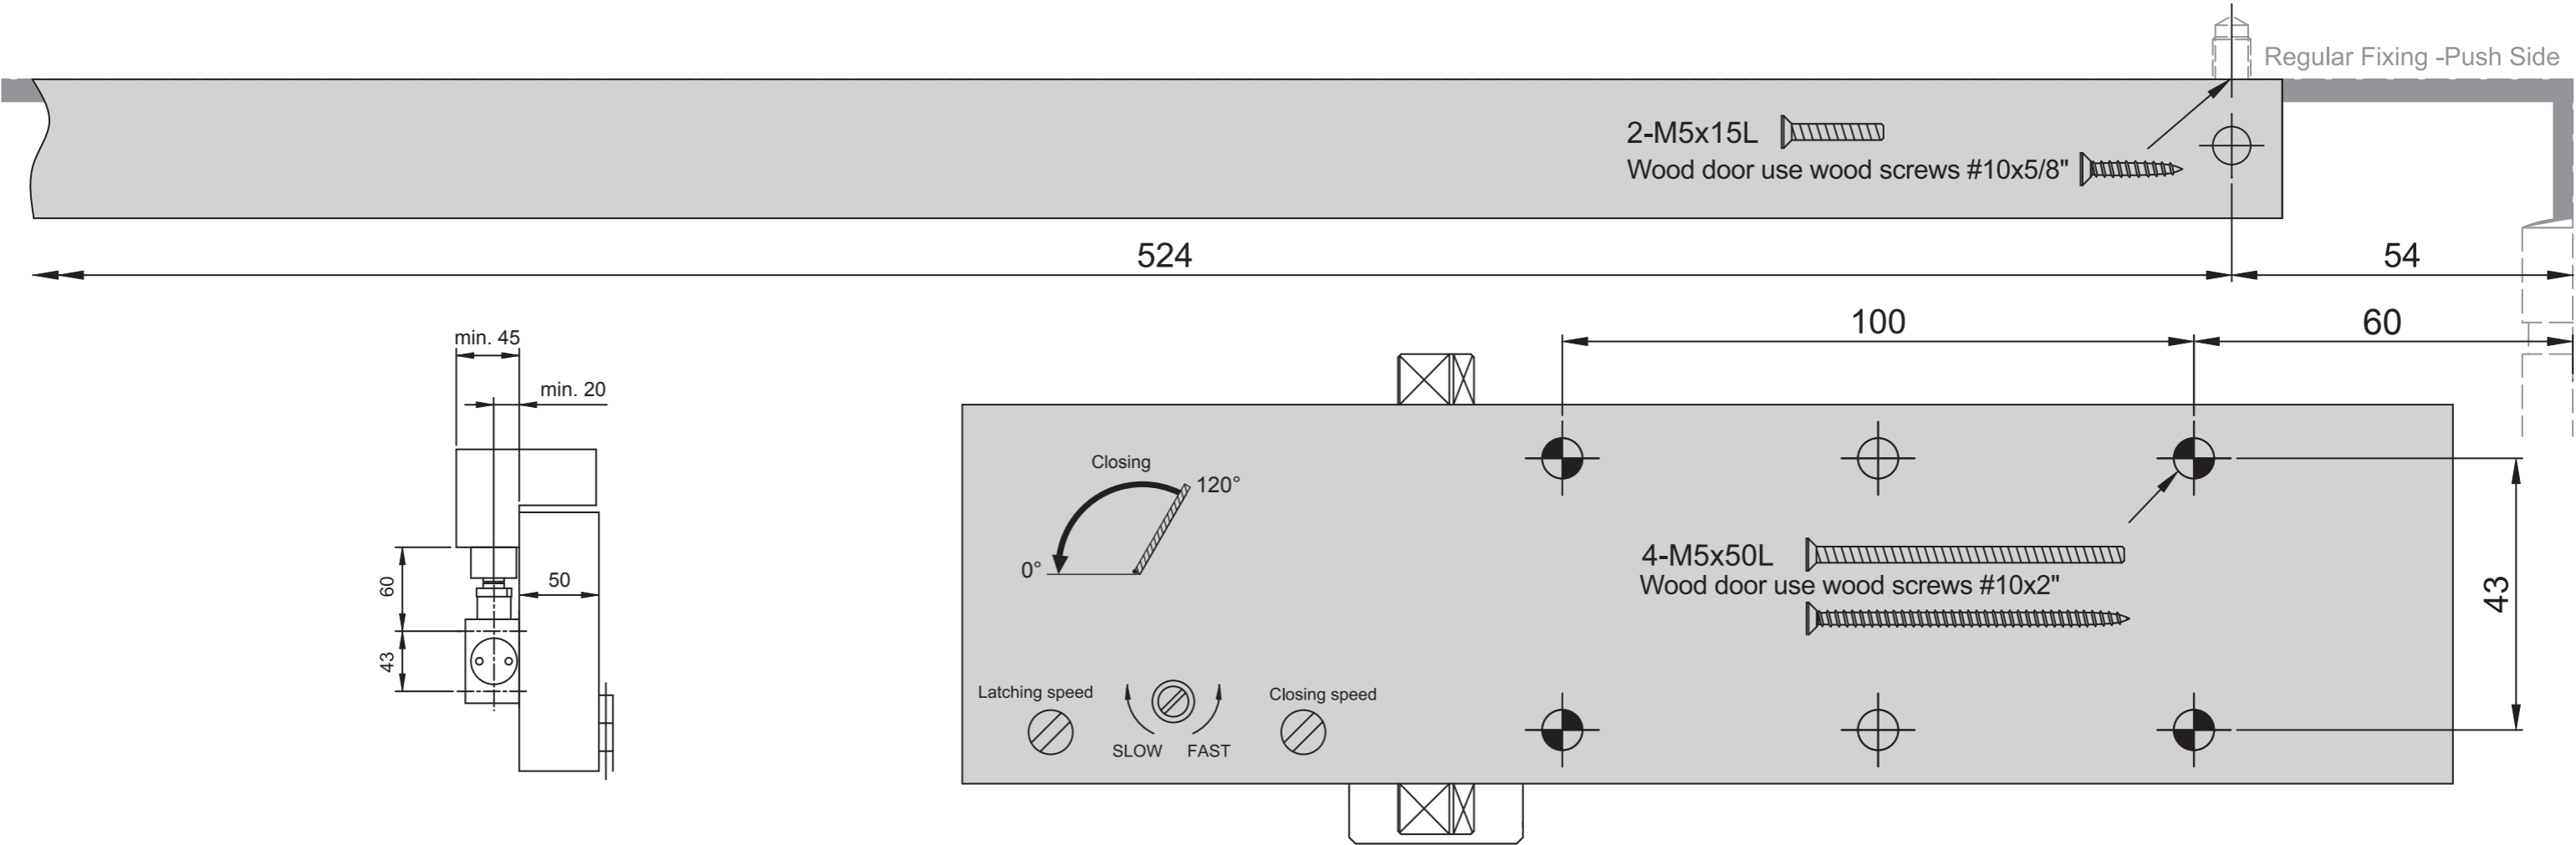 Regular Fixing -Push Side
2-M5x15L
Wood door use wood screws #10x5/8"
524
54
100
60
min. 45
min. 20
60
43
50
Closing
120°
0°
4-M5x50L
Wood door use wood screws #10x2"
43
Latching speed
Closing speed
SLOW
FAST